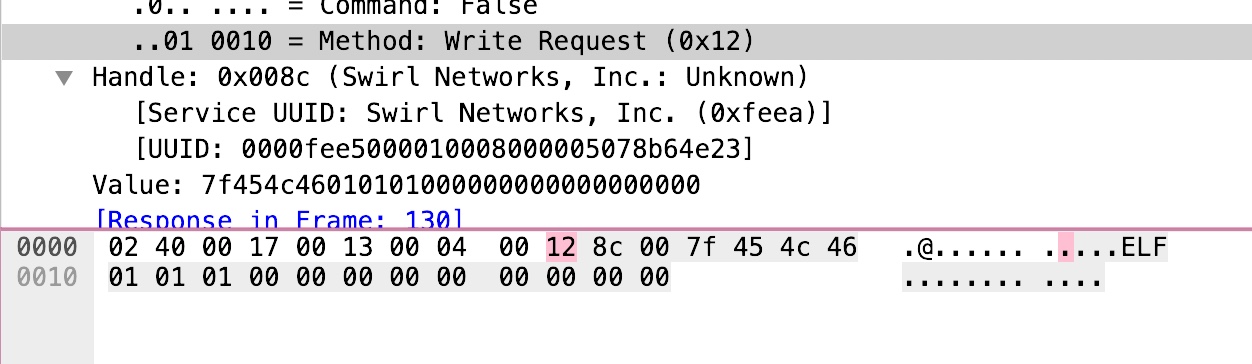 .0.. .... = Command: False
..01 0010 = Method: Write Request (0x12)
▼ Handle: 0x008c (Swirl Networks, Inc.: Unknown)
[Service UUID: Swirl Networks, Inc. (0xfeea)]
[UUID: 0000fee5000010008000005078b64e23]
Value: 7f454c46010101000000000000000000
[Response in Frame: 130]
0000 02 40 00 17 00 13 00 04 00 12 8c 00 7f 45 4c 46 .@...... .....ELF
0010 01 01 01 00 00 00 00 00 00 00 00 00 ........ ....